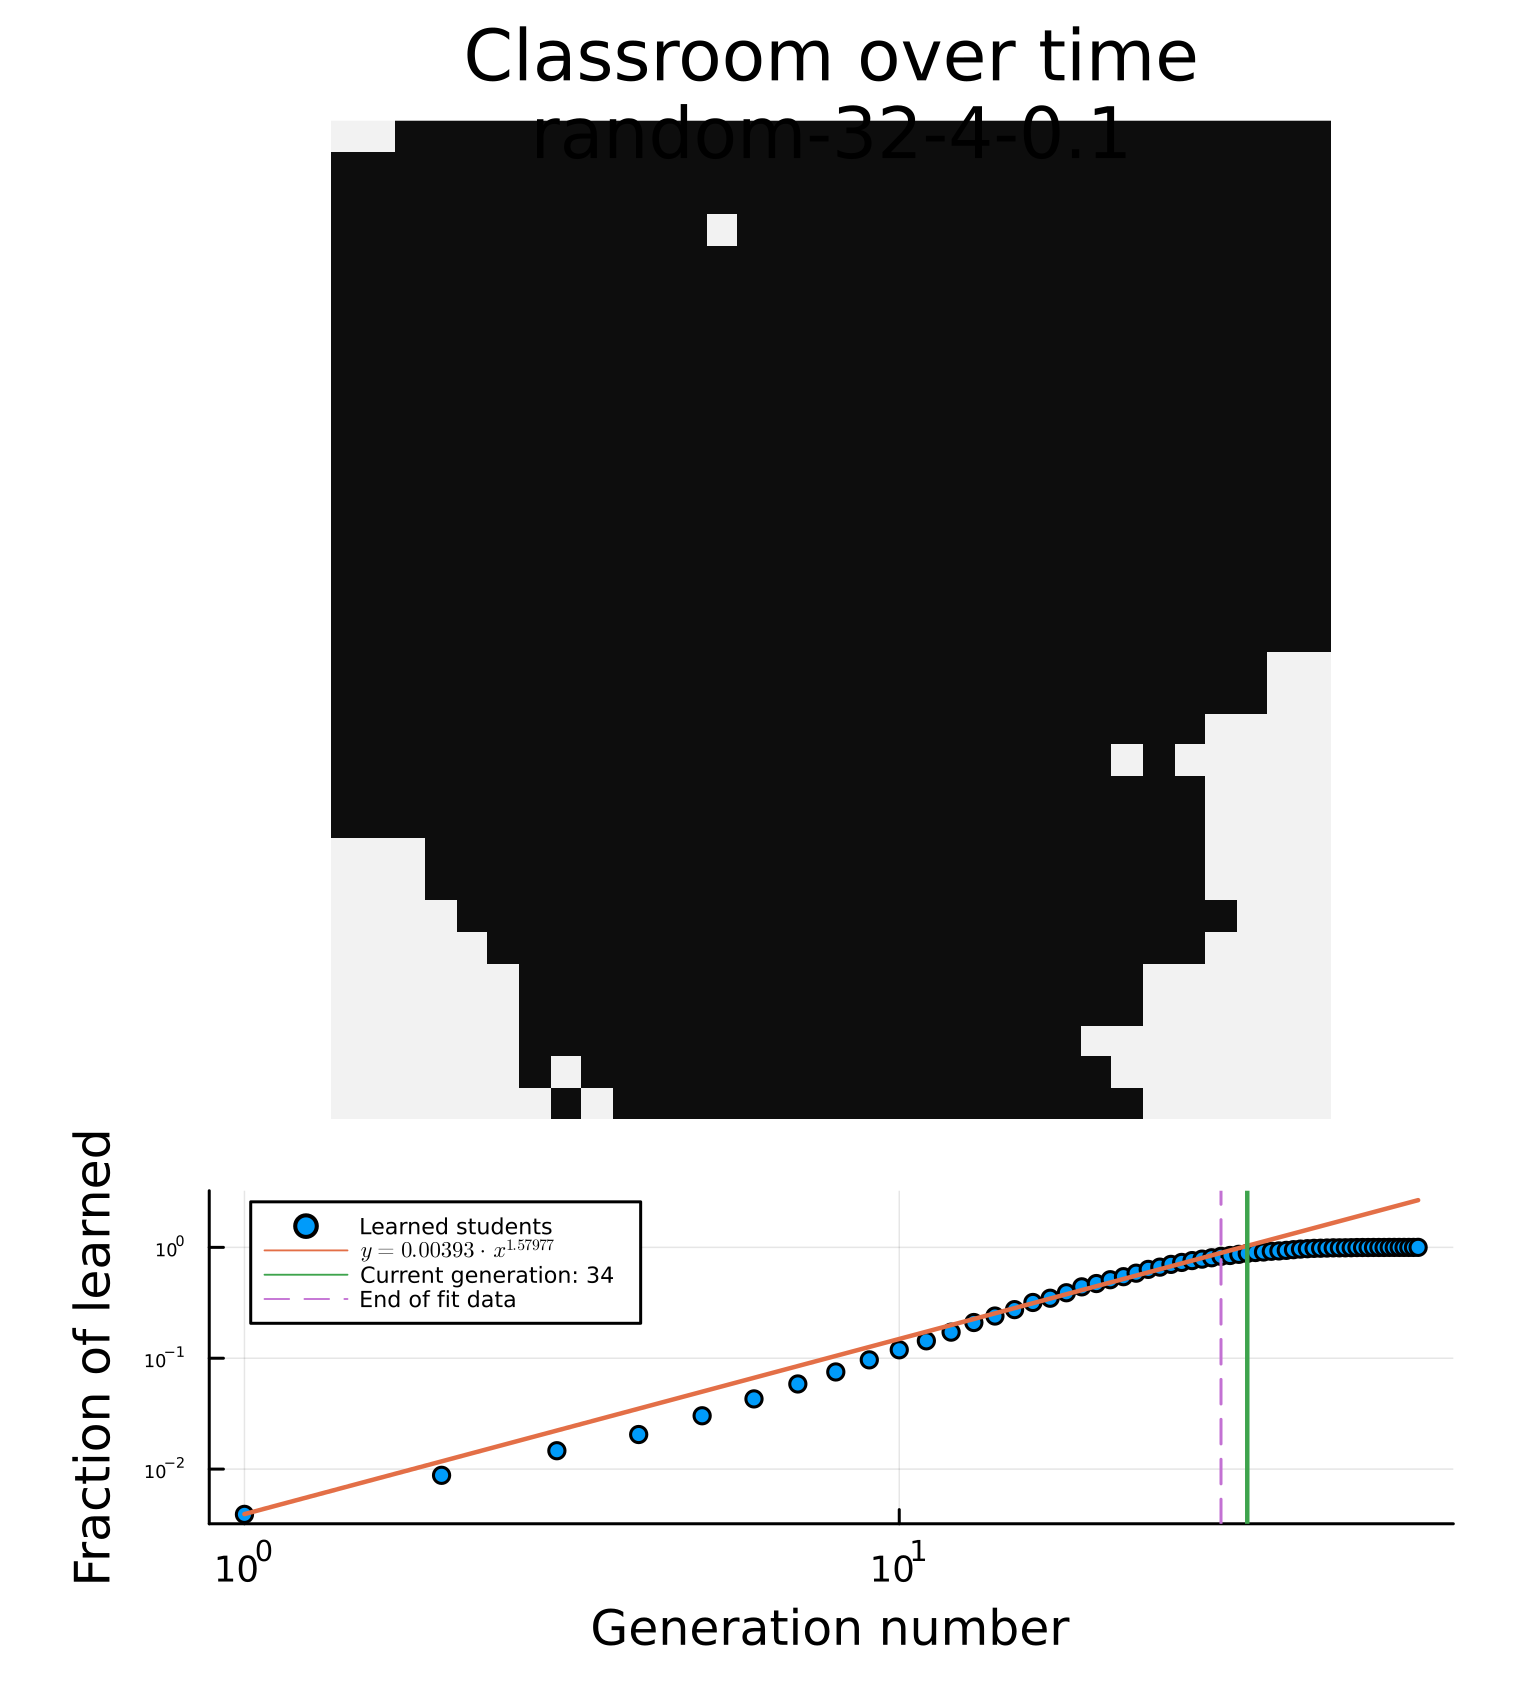 Classroom over time
random-32-4-0.1
Fraction of learned
Learned students
y = 0.00393 · x^1.57977
Current generation: 34
End of fit data
10^0
10^-1
10^-2
10^0 10^1
Generation number